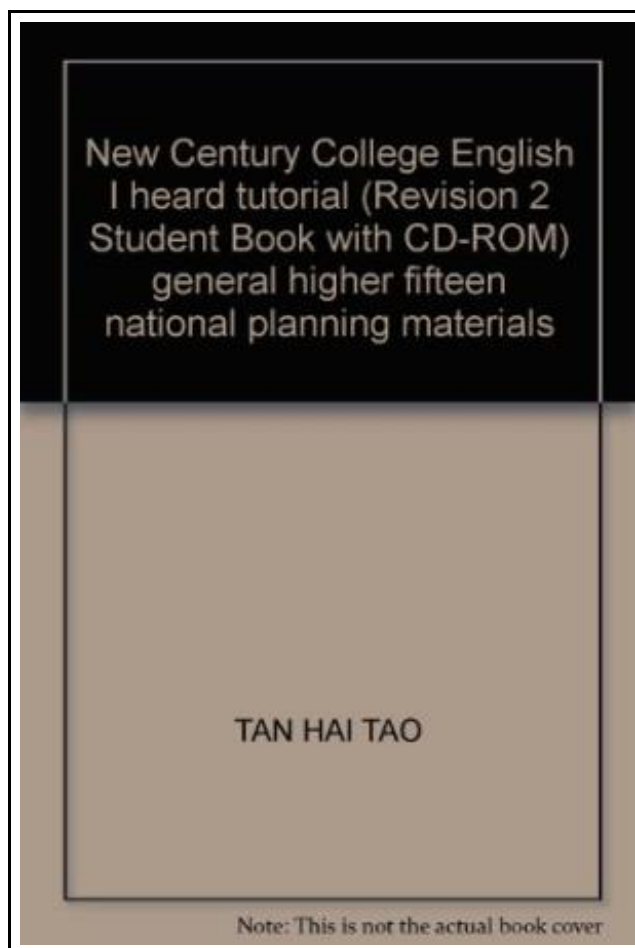 New Century College English
I heard tutorial (Revision 2
Student Book with CD-ROM)
general higher fifteen
national planning materials
TAN HAI TAO
Note: This is not the actual book cover